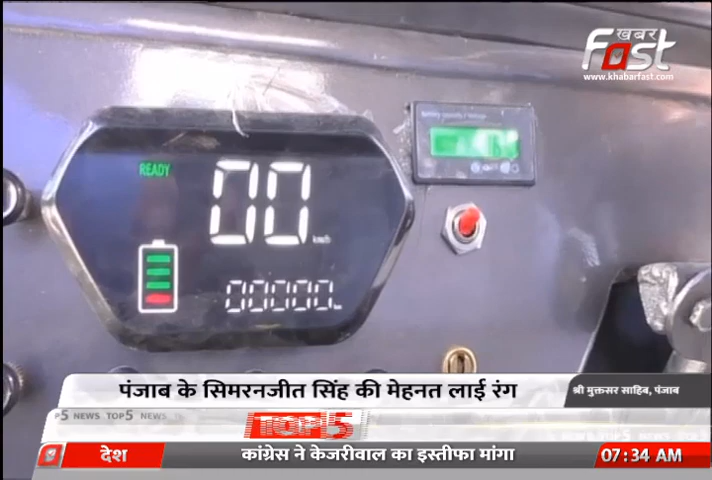 खबर
Fast
www.khabarfast.com
READY
00
km/h
00000
पंजाब के सिमरनजीत सिंह की मेहनत लाई रंग
श्री मुक्तसर साहिब, पंजाब
P5 NEWS TOP5 NEWS
TOP5
देश
कांग्रेस ने केजरीवाल का इस्तीफा मांगा
07:34 AM